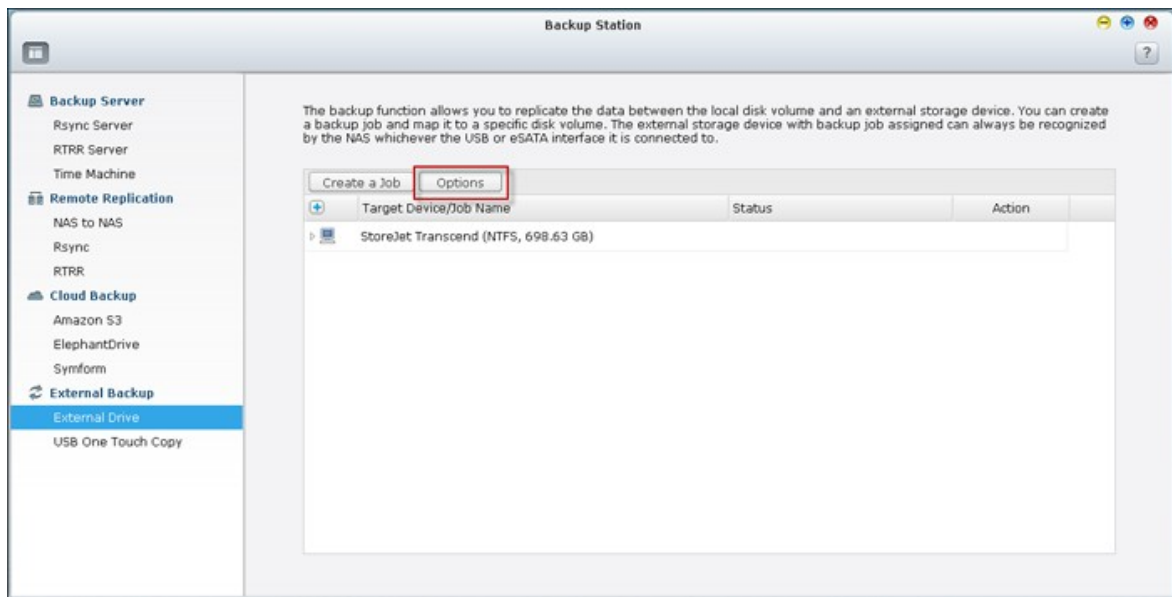 Backup Station
?
Backup Server
Rsync Server
RTRR Server
Time Machine
Remote Replication
NAS to NAS
Rsync
RTRR
Cloud Backup
Amazon S3
ElephantDrive
Symform
External Backup
External Drive
USB One Touch Copy
The backup function allows you to replicate the data between the local disk volume and an external storage device. You can create
a backup job and map it to a specific disk volume. The external storage device with backup job assigned can always be recognized
by the NAS whichever the USB or eSATA interface it is connected to.
Create a Job Options
Target Device/Job Name Status Action
StoreJet Transcend (NTFS, 698.63 GB)